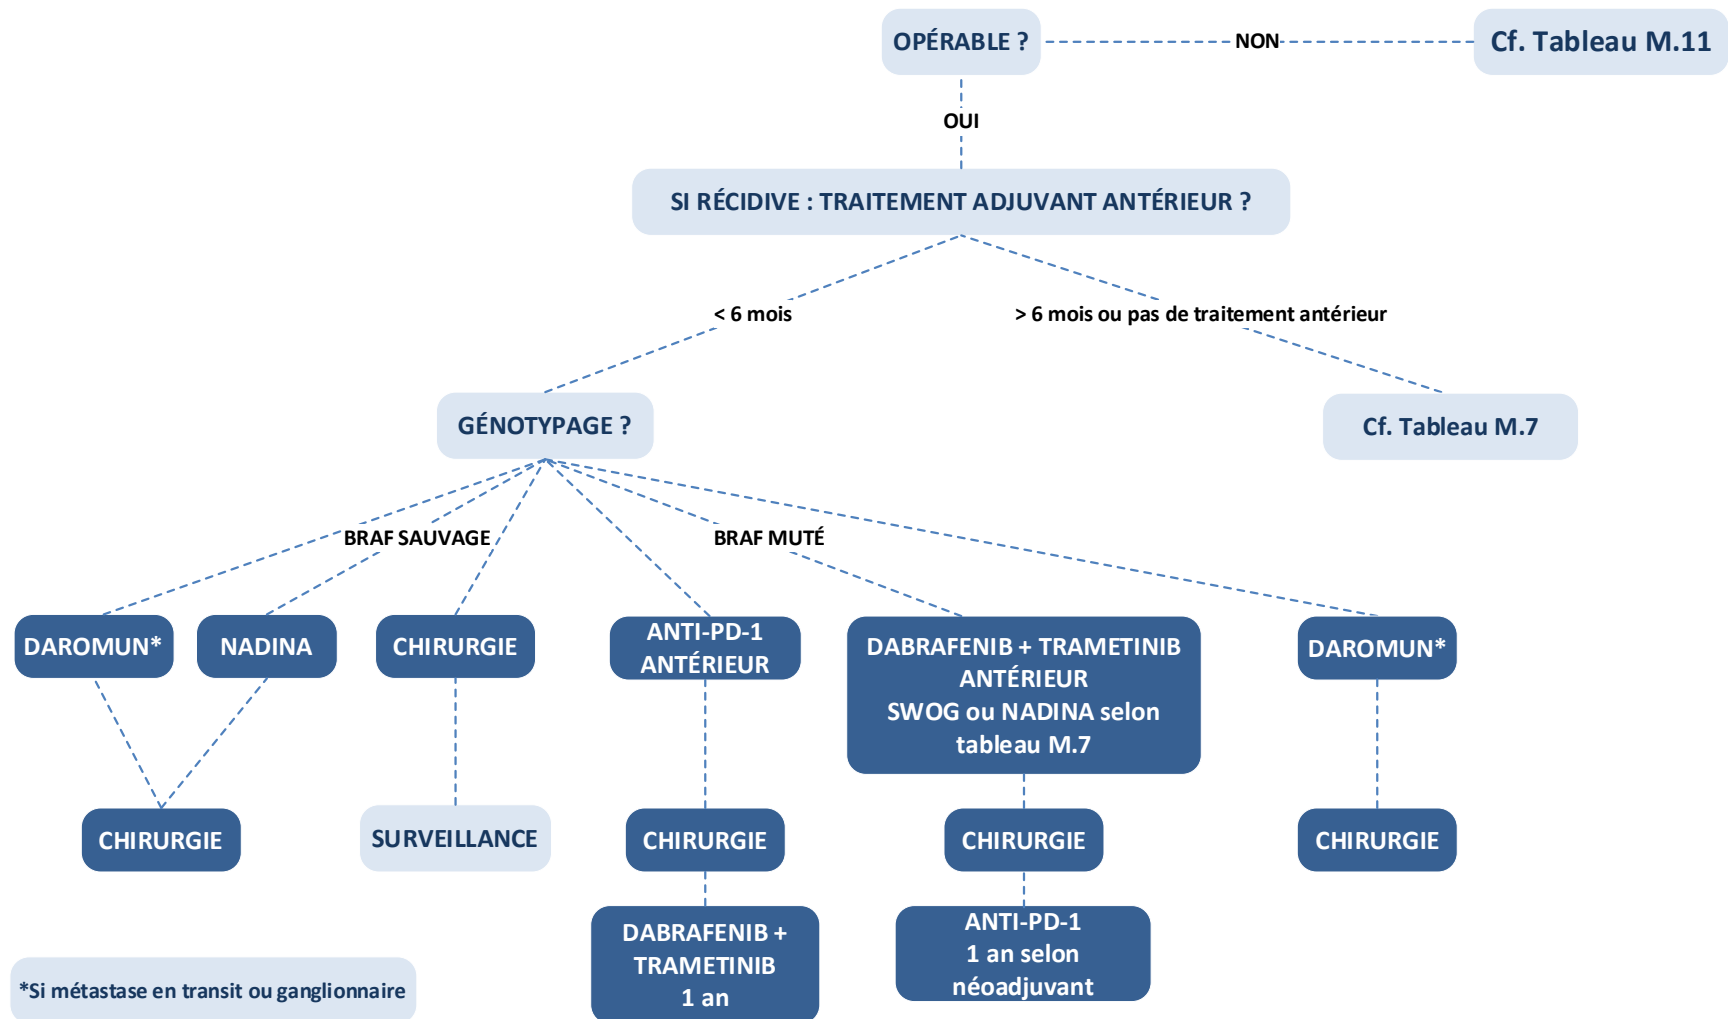 OPÉRABLE ?
NON
Cf. Tableau M.11
OUI
SI RÉCIDIVE : TRAITEMENT ADJUVANT ANTÉRIEUR ?
< 6 mois
> 6 mois ou pas de traitement antérieur
GÉNOTYPAGE ?
Cf. Tableau M.7
BRAF SAUVAGE
BRAF MUTÉ
DAROMUN*
NADINA
CHIRURGIE
ANTI-PD-1
ANTÉRIEUR
DABRAFENIB + TRAMETINIB
ANTÉRIEUR
SWOG ou NADINA selon
tableau M.7
DAROMUN*
CHIRURGIE
SURVEILLANCE
CHIRURGIE
CHIRURGIE
CHIRURGIE
DABRAFENIB +
TRAMETINIB
1 an
ANTI-PD-1
1 an selon
néoadjuvant
*Si métastase en transit ou ganglionnaire